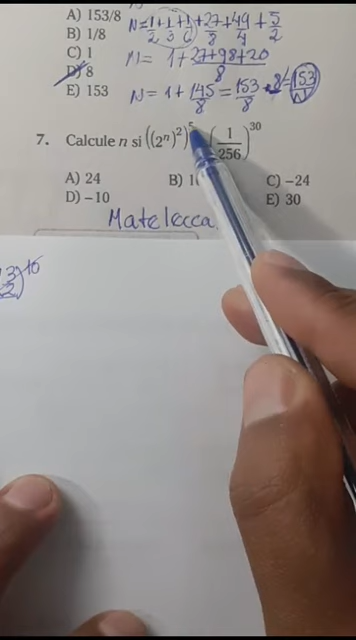 A) 153/8
B) 1/8
C) 1
D) 8
E) 153
N = 1/2 + 1/3 + 1/6 + 27/8 + 49/4 + 5/2
N = 1 + 27+98+20/8
N = 1 + 145/8 = 153/8
153
7. Calcule n si ((2ⁿ)²)⁵ (1/256)³⁰
A) 24
B)
C) −24
D) −10
E) 30
Matelecca